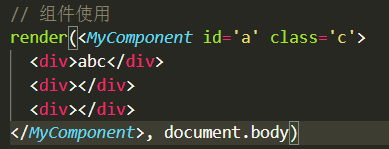 // 组件使用
render(<MyComponent id='a' class='c'>
  <div>abc</div>
  <div></div>
  <div></div>
</MyComponent>, document.body)